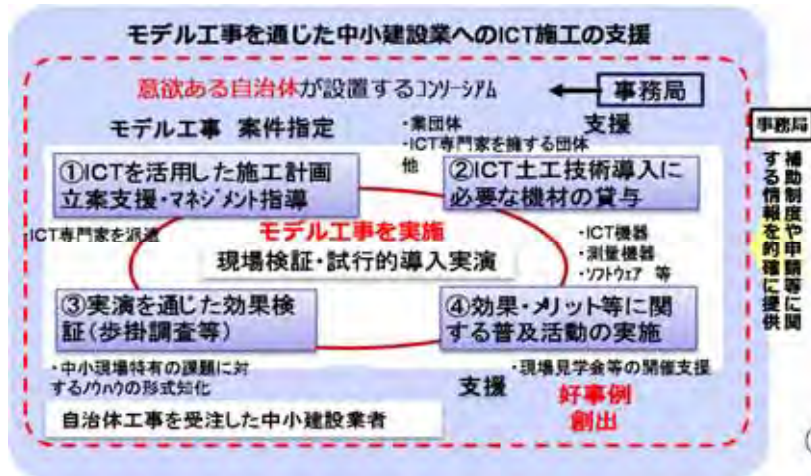 モデル工事を通じた中小建設業へのICT施工の支援
意欲ある自治体が設置するコンソーシアム
事務局
モデル工事 案件指定
・業団体
・ICT専門家を擁する団体
他
支援
①ICTを活用した施工計画
立案支援・マネジメント指導
②ICT土工技術導入に
必要な機材の貸与
・ICT専門家を派遣
モデル工事を実施
現場検証・試行的導入実演
・ICT機器
・測量機器
・ソフトウェア 等
③実演を通じた効果検
証(歩掛調査等)
④効果・メリット等に関
する普及活動の実施
・中小現場特有の課題に対
するノウハウの形式知化
・現場見学会等の開催支援
支援
好事例
創出
自治体工事を受注した中小建設業者
事務局
補助制度や申類等に関
する情報を的確に提供